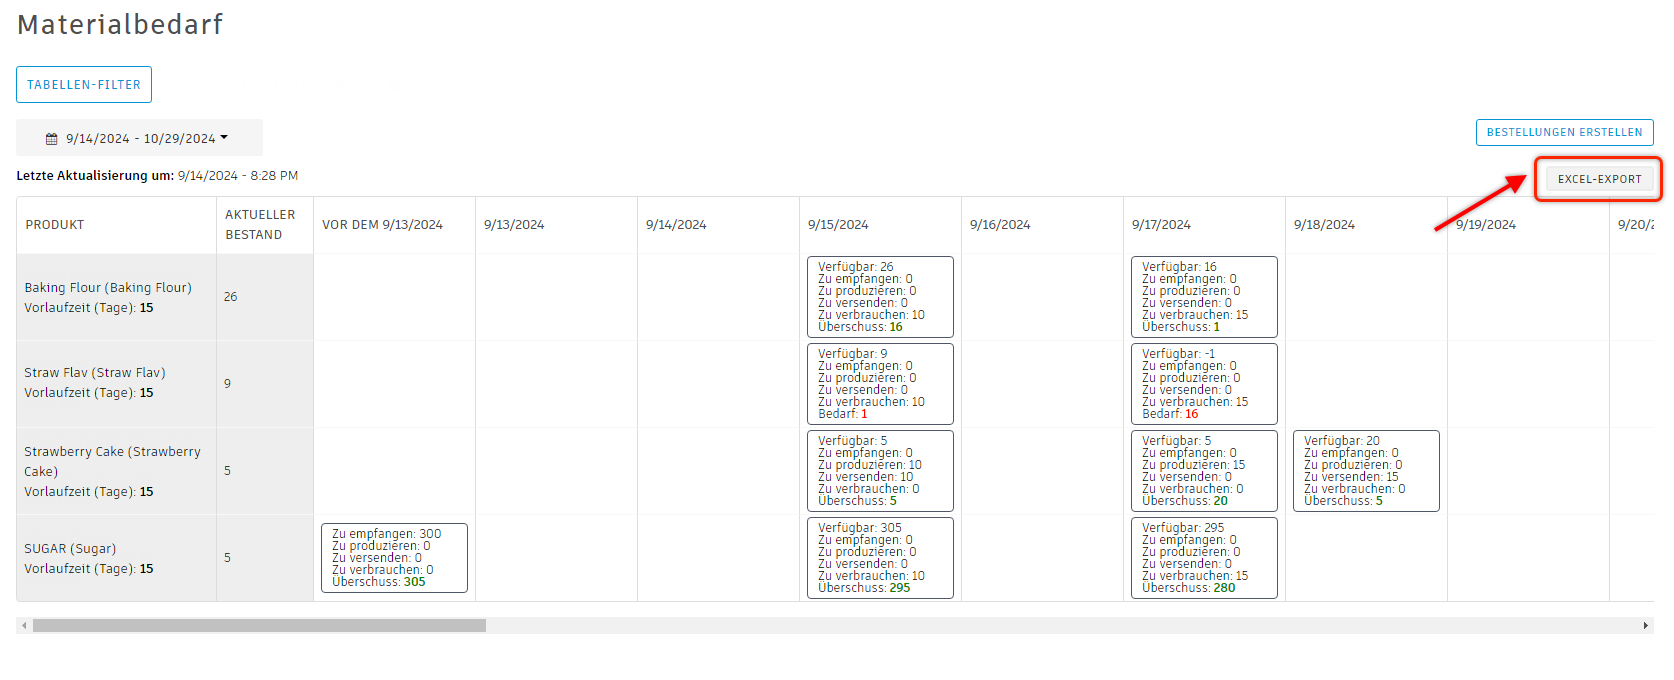 Materialbedarf
TABELLEN-FILTER
9/14/2024 - 10/29/2024
BESTELLUNGEN ERSTELLEN
Letzte Aktualisierung um: 9/14/2024 - 8:28 PM
EXCEL-EXPORT
PRODUKT
AKTUELLER
BESTAND
VOR DEM 9/13/2024
9/13/2024
9/14/2024
9/15/2024
9/16/2024
9/17/2024
9/18/2024
9/19/2024
9/20/2
Baking Flour (Baking Flour)
Vorlaufzeit (Tage): 15
26
Verfügbar: 26
Zu empfangen: 0
Zu produzieren: 0
Zu versenden: 0
Zu verbrauchen: 10
Überschuss: 16
Verfügbar: 16
Zu empfangen: 0
Zu produzieren: 0
Zu versenden: 0
Zu verbrauchen: 15
Überschuss: 1
Straw Flav (Straw Flav)
Vorlaufzeit (Tage): 15
9
Verfügbar: 9
Zu empfangen: 0
Zu produzieren: 0
Zu versenden: 0
Zu verbrauchen: 10
Bedarf: 1
Verfügbar: -1
Zu empfangen: 0
Zu produzieren: 0
Zu versenden: 0
Zu verbrauchen: 15
Bedarf: 16
Strawberry Cake (Strawberry
Cake)
Vorlaufzeit (Tage): 15
5
Verfügbar: 5
Zu empfangen: 0
Zu produzieren: 10
Zu versenden: 10
Zu verbrauchen: 0
Überschuss: 5
Verfügbar: 5
Zu empfangen: 0
Zu produzieren: 15
Zu versenden: 0
Zu verbrauchen: 0
Überschuss: 20
Verfügbar: 20
Zu empfangen: 0
Zu produzieren: 0
Zu versenden: 15
Zu verbrauchen: 0
Überschuss: 5
SUGAR (Sugar)
Vorlaufzeit (Tage): 15
5
Zu empfangen: 300
Zu produzieren: 0
Zu versenden: 0
Zu verbrauchen: 0
Überschuss: 305
Verfügbar: 305
Zu empfangen: 0
Zu produzieren: 0
Zu versenden: 0
Zu verbrauchen: 10
Überschuss: 295
Verfügbar: 295
Zu empfangen: 0
Zu produzieren: 0
Zu versenden: 0
Zu verbrauchen: 15
Überschuss: 280